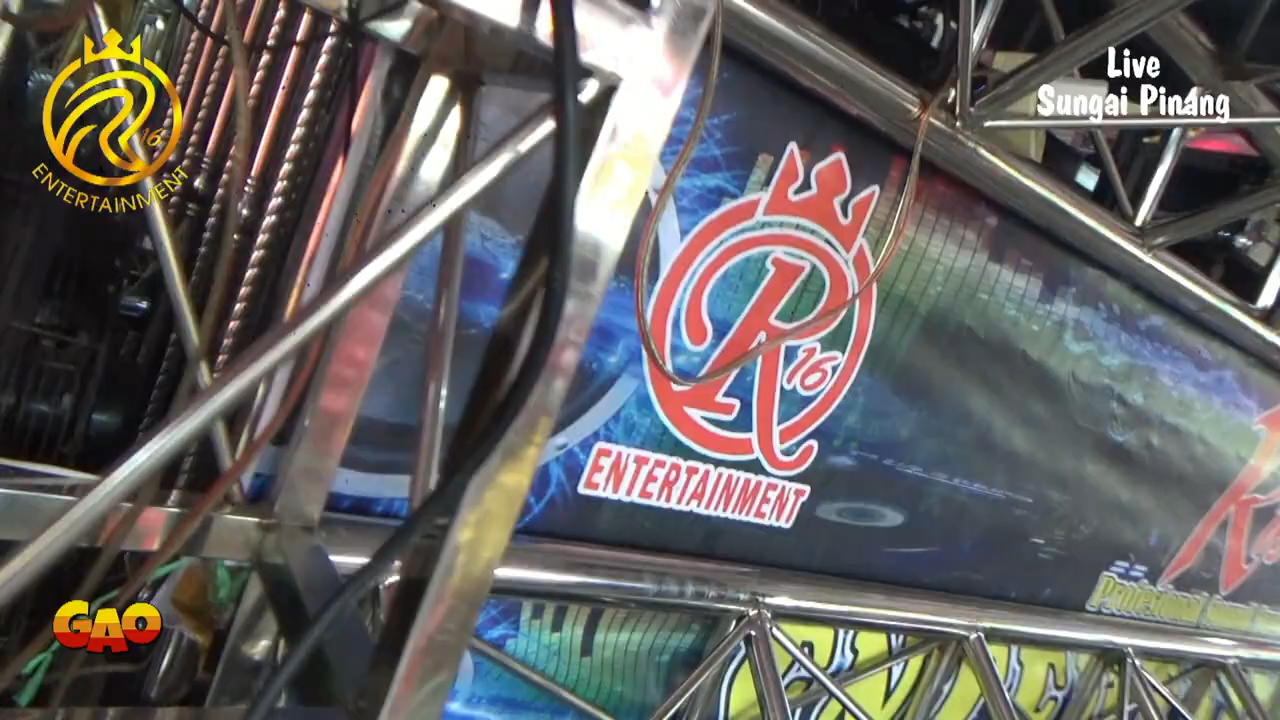 R
16
ENTERTAINMENT
Live
Sungai Pinang
R
16
ENTERTAINMENT
GAO